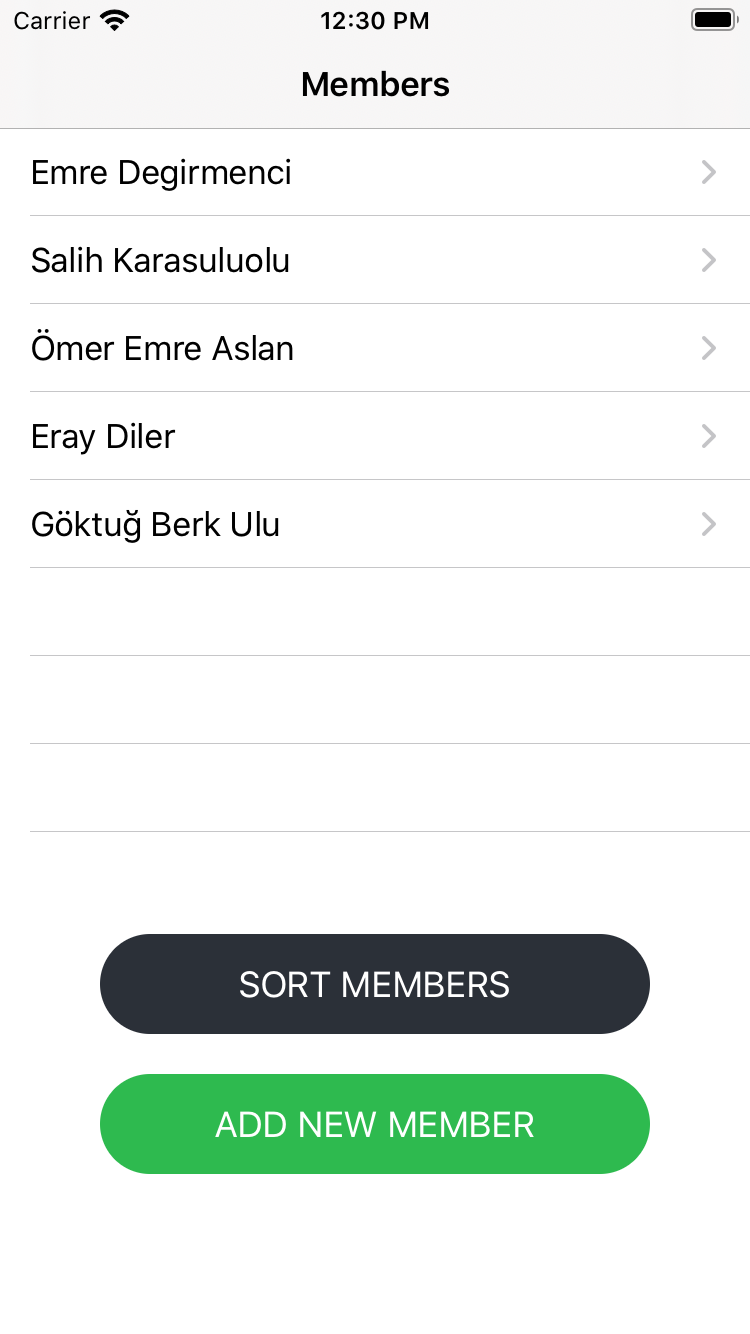 Carrier 12:30 PM
Members
Emre Degirmenci
Salih Karasuluolu
Ömer Emre Aslan
Eray Diler
Göktuğ Berk Ulu
SORT MEMBERS
ADD NEW MEMBER